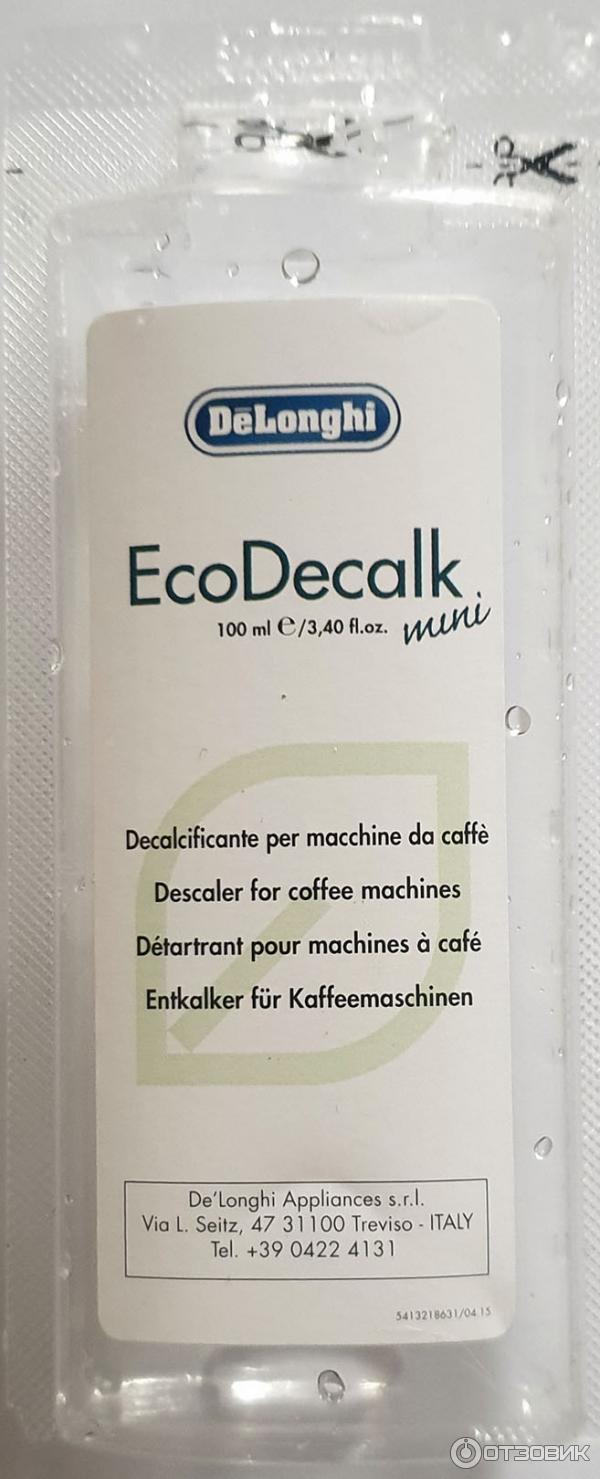 DēLonghi
EcoDecalk
mini
100 ml ℮/3,40 fl.oz.
Decalcificante per macchine da caffè
Descaler for coffee machines
Détartrant pour machines à café
Entkalker für Kaffeemaschinen
De'Longhi Appliances s.r.l.
Via L. Seitz, 47 31100 Treviso - ITALY
Tel. +39 0422 4131
5413218631/04.15
ОТЗОВИК